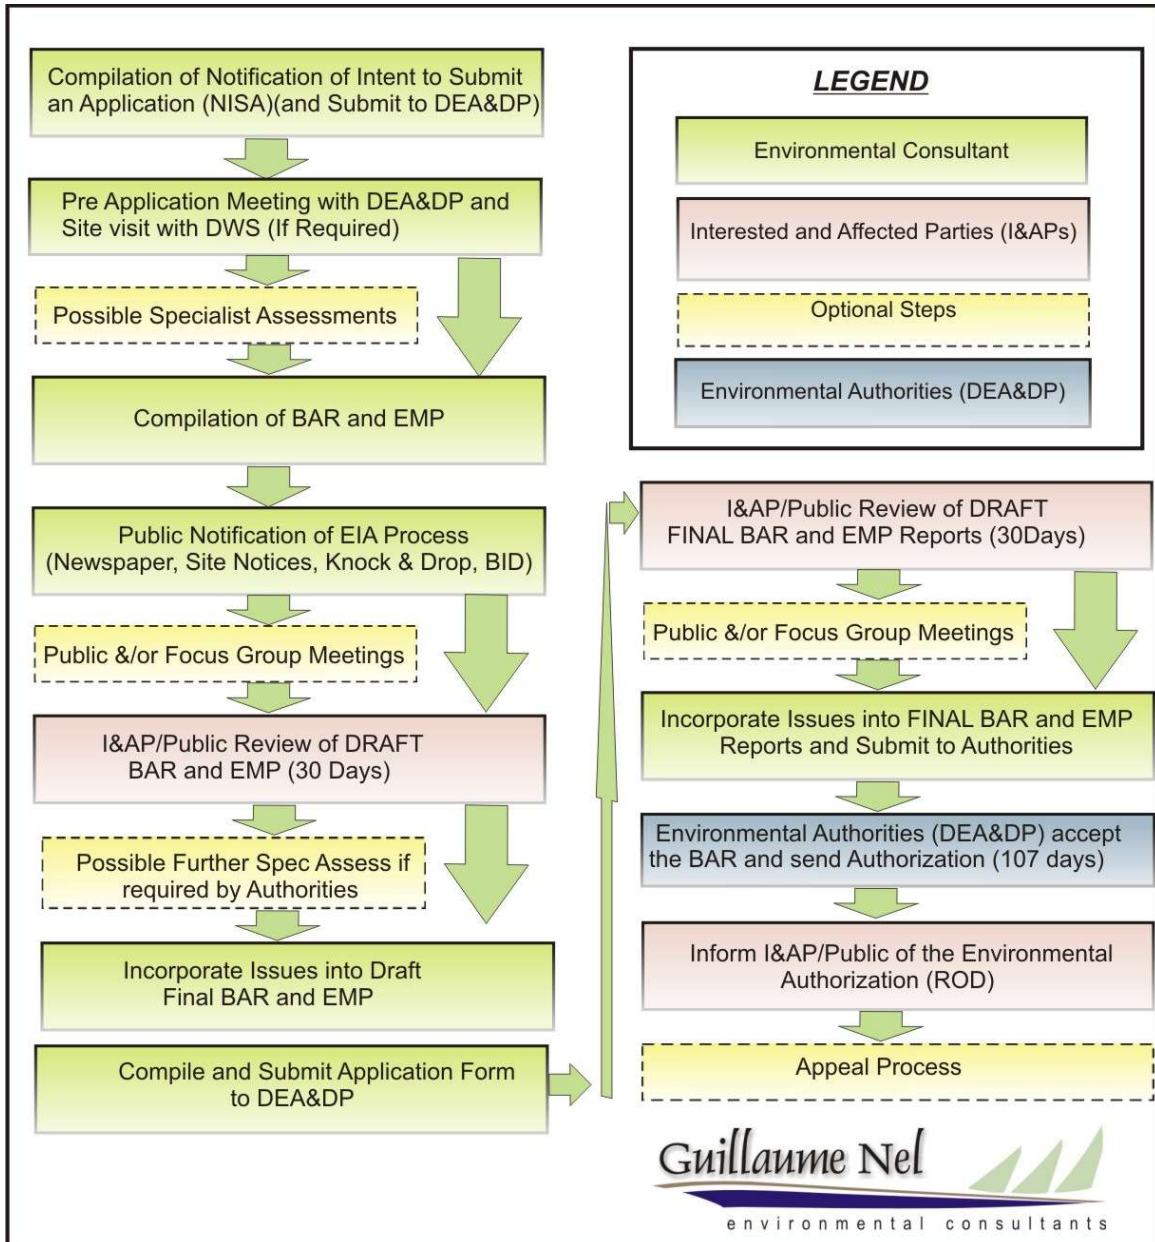 Compilation of Notification of Intent to Submit
an Application (NISA)(and Submit to DEA&DP)
Pre Application Meeting with DEA&DP and
Site visit with DWS (If Required)
Possible Specialist Assessments
Compilation of BAR and EMP
Public Notification of EIA Process
(Newspaper, Site Notices, Knock & Drop, BID)
Public &/or Focus Group Meetings
I&AP/Public Review of DRAFT
BAR and EMP (30 Days)
Possible Further Spec Assess if
required by Authorities
Incorporate Issues into Draft
Final BAR and EMP
Compile and Submit Application Form
to DEA&DP
LEGEND
Environmental Consultant
Interested and Affected Parties (I&APs)
Optional Steps
Environmental Authorities (DEA&DP)
I&AP/Public Review of DRAFT
FINAL BAR and EMP Reports (30Days)
Public &/or Focus Group Meetings
Incorporate Issues into FINAL BAR and EMP
Reports and Submit to Authorities
Environmental Authorities (DEA&DP) accept
the BAR and send Authorization (107 days)
Inform I&AP/Public of the Environmental
Authorization (ROD)
Appeal Process
Guillaume Nel
environmental consultants